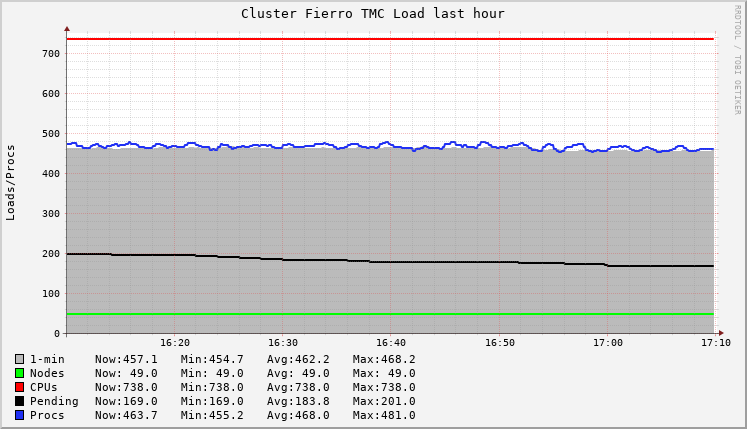 Cluster Fierro TMC Load last hour
RRDTOOL / TOBI OETIKER
Loads/Procs
700
600
500
400
300
200
100
0
16:20 16:30 16:40 16:50 17:00 17:10
1-min Now:457.1 Min:454.7 Avg:462.2 Max:468.2
Nodes Now: 49.0 Min: 49.0 Avg: 49.0 Max: 49.0
CPUs Now:738.0 Min:738.0 Avg:738.0 Max:738.0
Pending Now:169.0 Min:169.0 Avg:183.8 Max:201.0
Procs Now:463.7 Min:455.2 Avg:468.0 Max:481.0